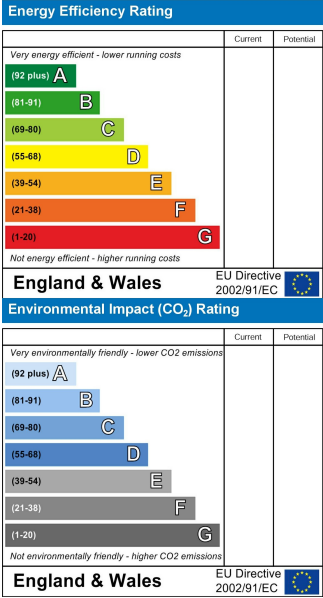 Energy Efficiency Rating
Current Potential
Very energy efficient - lower running costs
(92 plus) A
(81-91) B
(69-80) C
(55-68) D
(39-54) E
(21-38) F
(1-20) G
Not energy efficient - higher running costs
England & Wales
EU Directive
2002/91/EC
Environmental Impact (CO₂) Rating
Current Potential
Very environmentally friendly - lower CO2 emissions
(92 plus) A
(81-91) B
(69-80) C
(55-68) D
(39-54) E
(21-38) F
(1-20) G
Not environmentally friendly - higher CO2 emissions
England & Wales
EU Directive
2002/91/EC